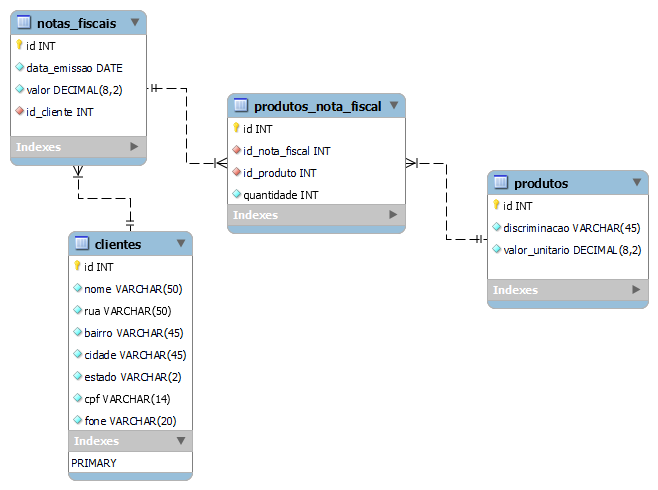 notas_fiscais
id INT
data_emissao DATE
valor DECIMAL(8,2)
id_cliente INT
Indexes
produtos_nota_fiscal
id INT
id_nota_fiscal INT
id_produto INT
quantidade INT
Indexes
produtos
id INT
discriminacao VARCHAR(45)
valor_unitario DECIMAL(8,2)
Indexes
clientes
id INT
nome VARCHAR(50)
rua VARCHAR(50)
bairro VARCHAR(45)
cidade VARCHAR(45)
estado VARCHAR(2)
cpf VARCHAR(14)
fone VARCHAR(20)
Indexes
PRIMARY